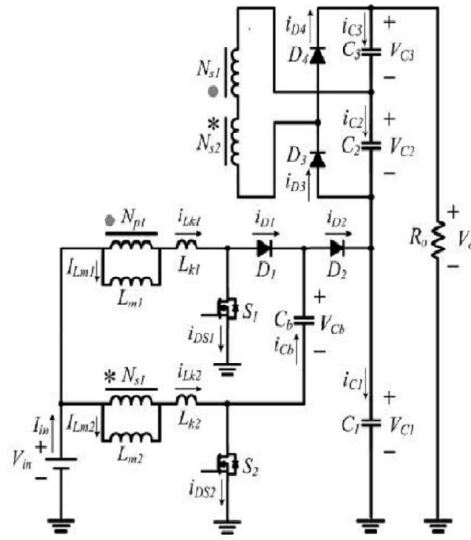 i_D4
i_C3
+
N_s1
D_4
C_3
V_C3
−
*
i_C2
+
N_s2
D_3
C_2
V_C2
i_D3
−
N_p1
i_Lk1
i_D1
i_D2
+
R_o
−
I_Lm1
L_k1
D_1
D_2
L_m1
S_1
+
C_b
V_Cb
i_DS1
i_Cb
−
* N_s1
i_Lk2
i_C1
I_in
I_Lm2
L_k2
+
C_1
V_C1
+
V_in
L_m2
S_2
−
−
i_DS2